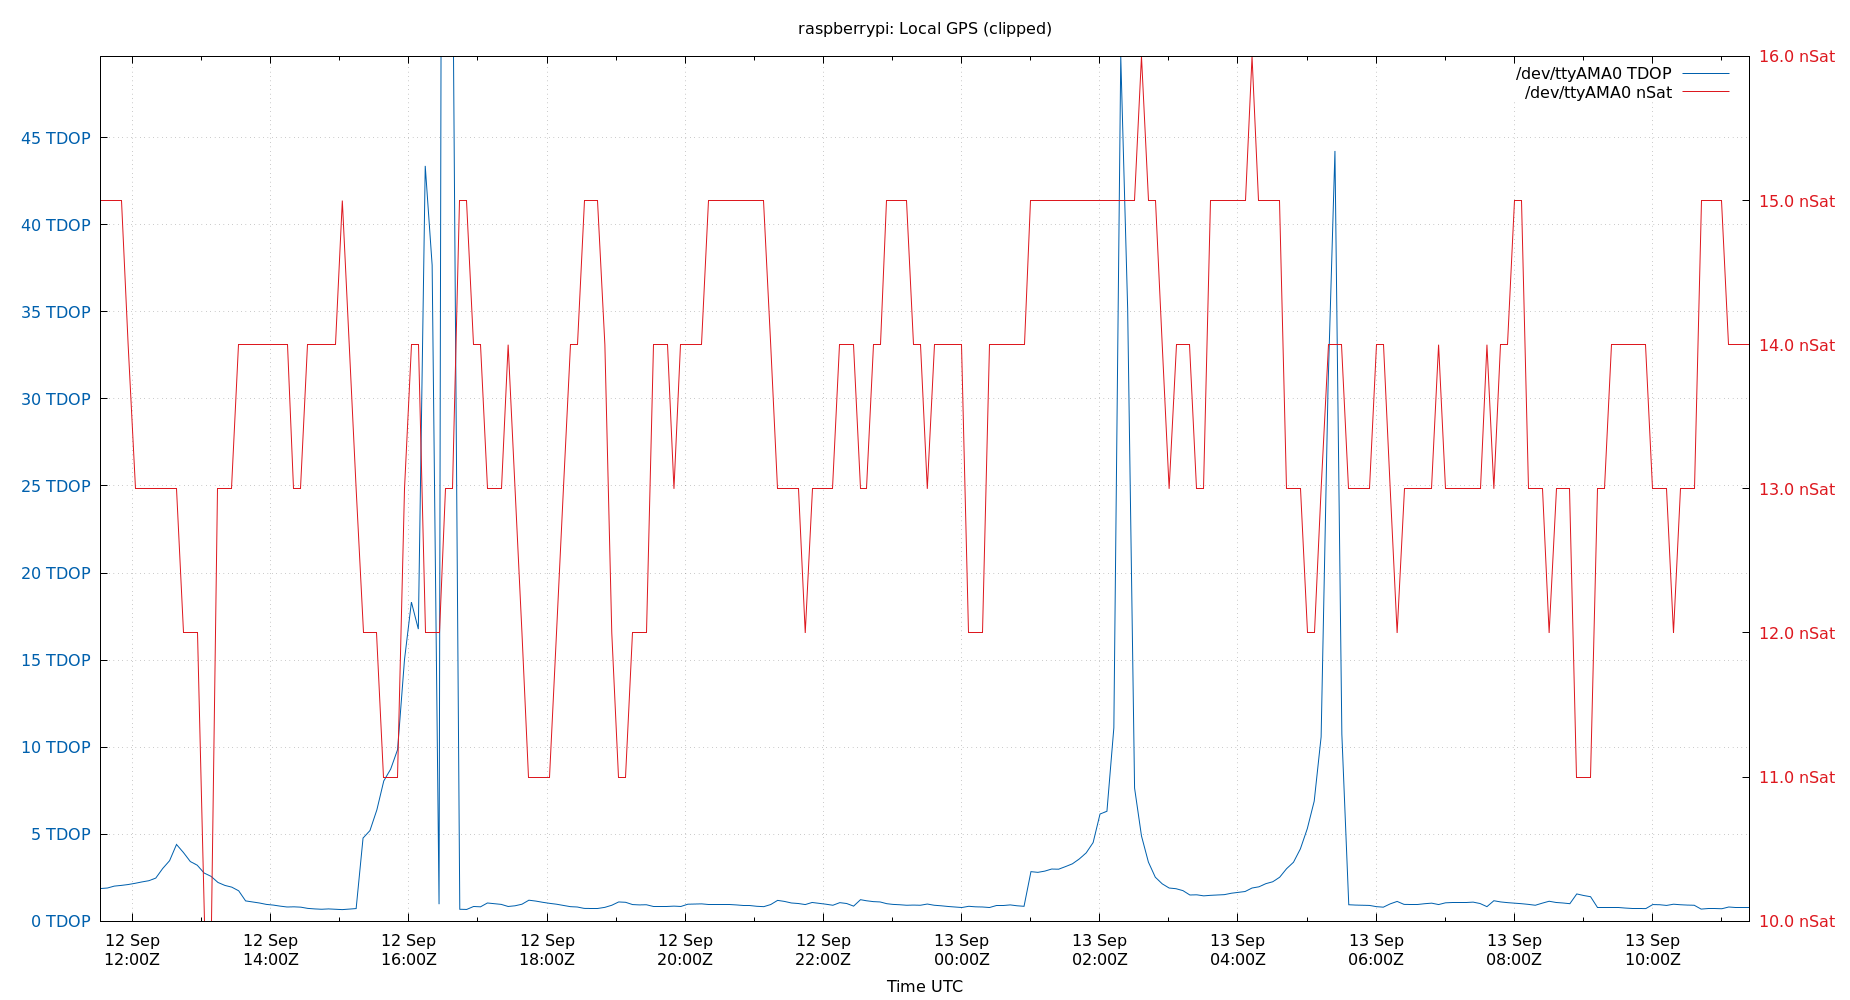 raspberrypi: Local GPS (clipped)
/dev/ttyAMA0 TDOP
/dev/ttyAMA0 nSat
45 TDOP
40 TDOP
35 TDOP
30 TDOP
25 TDOP
20 TDOP
15 TDOP
10 TDOP
5 TDOP
0 TDOP
16.0 nSat
15.0 nSat
14.0 nSat
13.0 nSat
12.0 nSat
11.0 nSat
10.0 nSat
12 Sep 12 Sep 12 Sep 12 Sep 12 Sep 12 Sep 13 Sep 13 Sep 13 Sep 13 Sep 13 Sep 13 Sep
12:00Z 14:00Z 16:00Z 18:00Z 20:00Z 22:00Z 00:00Z 02:00Z 04:00Z 06:00Z 08:00Z 10:00Z
Time UTC